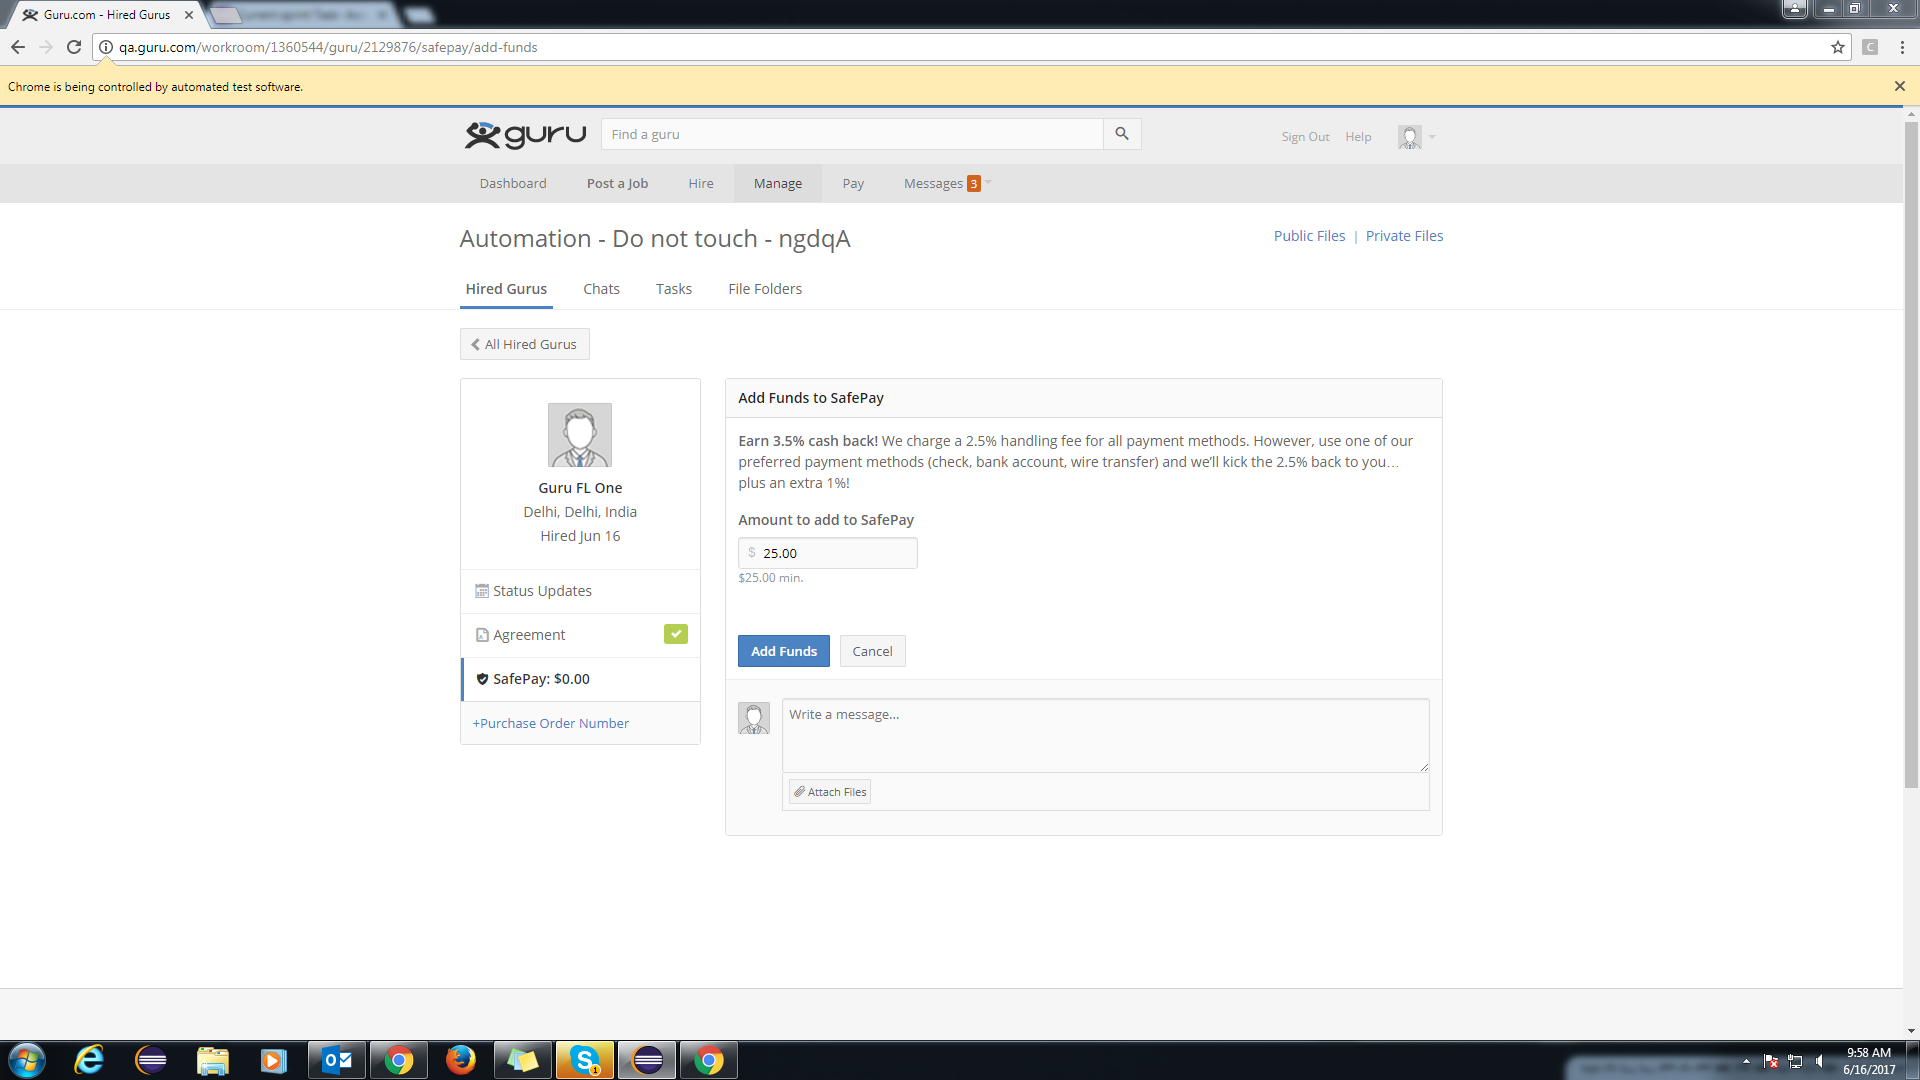 Guru.com - Hired Gurus
qa.guru.com/workroom/1360544/guru/2129876/safepay/add-funds
C
Chrome is being controlled by automated test software.
guru
Find a guru
Sign Out
Help
Dashboard
Post a Job
Hire
Manage
Pay
Messages 3
Automation - Do not touch - ngdqA
Public Files | Private Files
Hired Gurus
Chats
Tasks
File Folders
All Hired Gurus
Guru FL One
Delhi, Delhi, India
Hired Jun 16
Status Updates
Agreement
SafePay: $0.00
+Purchase Order Number
Add Funds to SafePay
Earn 3.5% cash back! We charge a 2.5% handling fee for all payment methods. However, use one of our
preferred payment methods (check, bank account, wire transfer) and we'll kick the 2.5% back to you…
plus an extra 1%!
Amount to add to SafePay
$ 25.00
$25.00 min.
Add Funds
Cancel
Write a message...
Attach Files
9:58 AM
6/16/2017